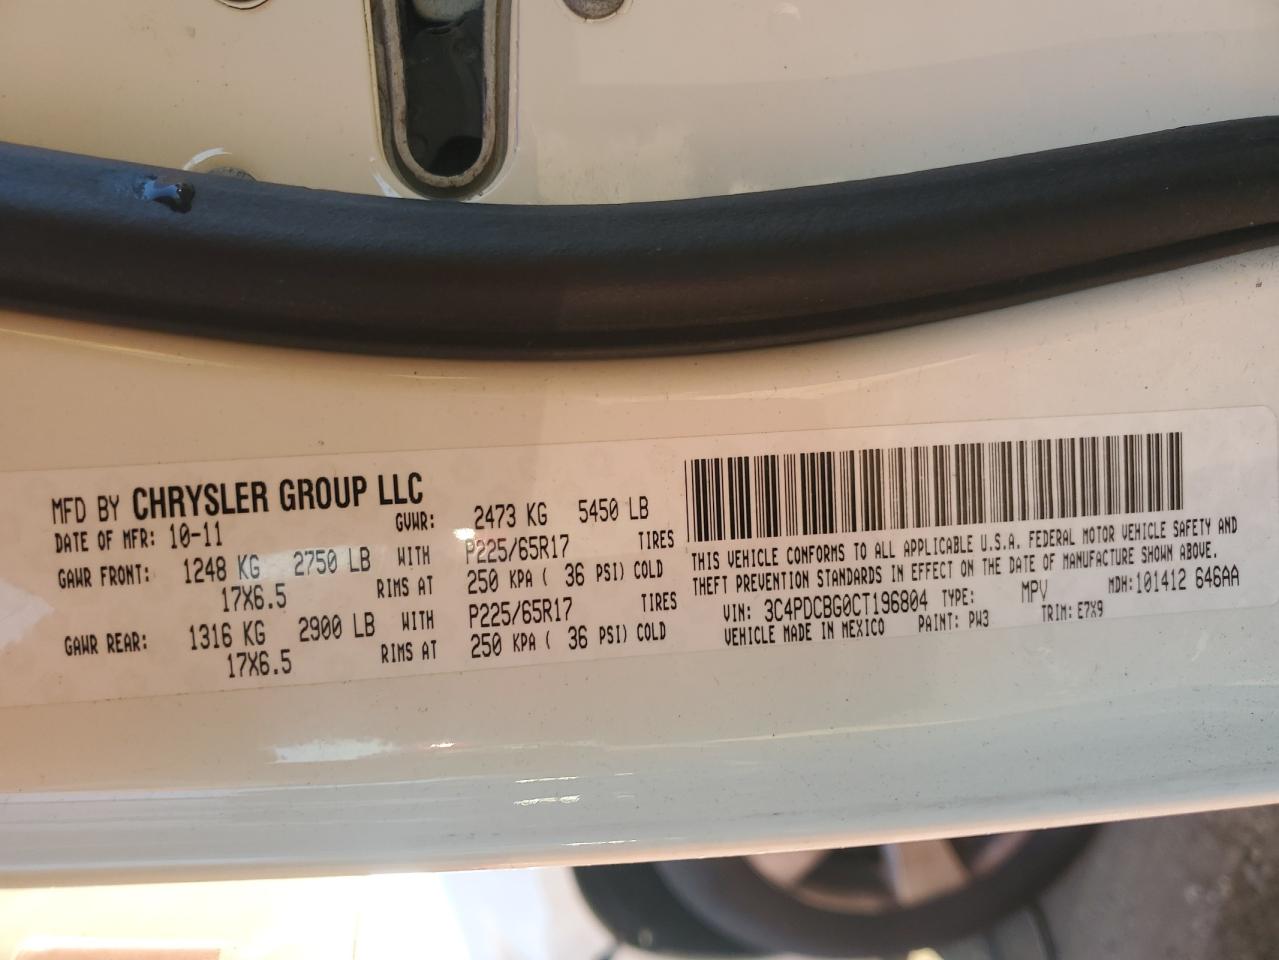 MFD BY CHRYSLER GROUP LLC
DATE OF MFR: 10-11 GVWR: 2473 KG 5450 LB
GAWR FRONT: 1248 KG 2750 LB WITH P225/65R17 TIRES
17X6.5 RIMS AT 250 KPA ( 36 PSI) COLD
GAWR REAR: 1316 KG 2900 LB WITH P225/65R17 TIRES
17X6.5 RIMS AT 250 KPA ( 36 PSI) COLD
THIS VEHICLE CONFORMS TO ALL APPLICABLE U.S.A. FEDERAL MOTOR VEHICLE SAFETY AND
THEFT PREVENTION STANDARDS IN EFFECT ON THE DATE OF MANUFACTURE SHOWN ABOVE.
VIN: 3C4PDCBG0CT196804 TYPE: MPV MDH:101412 646AA
VEHICLE MADE IN MEXICO PAINT: PW3 TRIM: E7X9